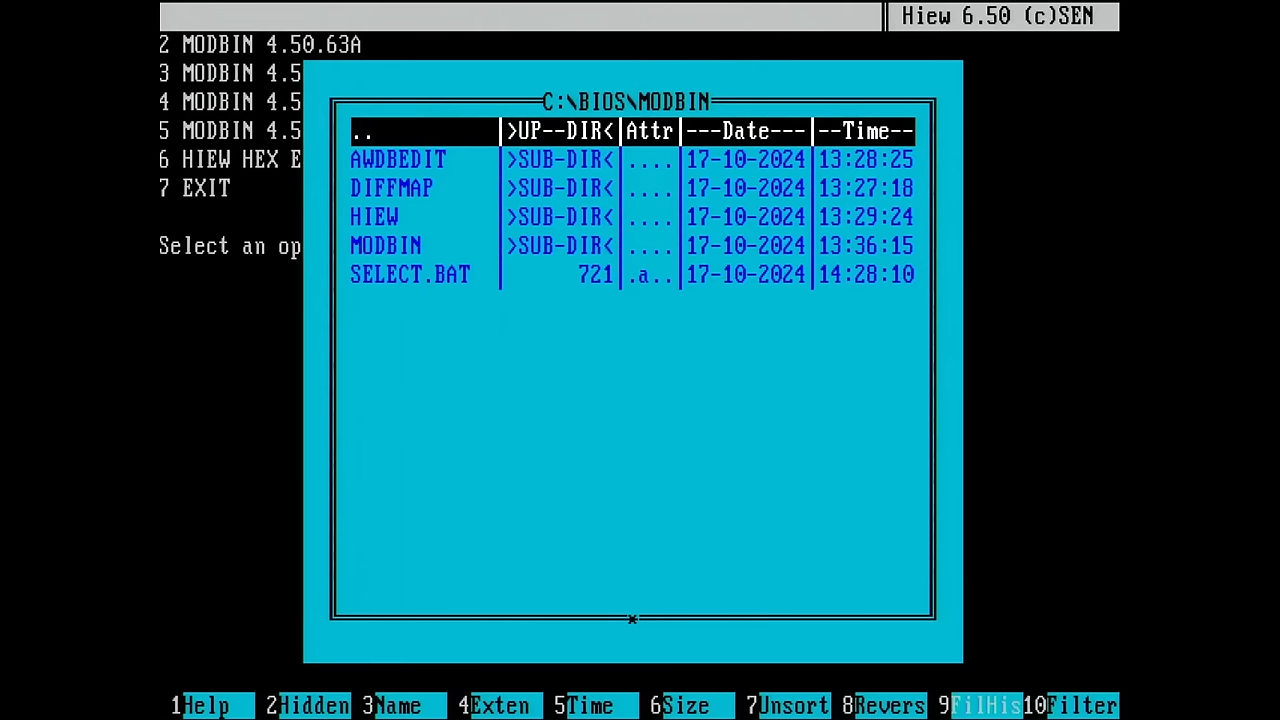 Hiew 6.50 (c)SEN
2 MODBIN 4.50.63A
3 MODBIN 4.5
4 MODBIN 4.5
5 MODBIN 4.5
6 HIEW HEX E
7 EXIT
Select an op
C:\BIOS\MODBIN
.. >UP--DIR< Attr ---Date--- --Time--
AWDBEDIT >SUB-DIR< .... 17-10-2024 13:28:25
DIFFMAP >SUB-DIR< .... 17-10-2024 13:27:18
HIEW >SUB-DIR< .... 17-10-2024 13:29:24
MODBIN >SUB-DIR< .... 17-10-2024 13:36:15
SELECT.BAT 721 .a.. 17-10-2024 14:28:10
1Help 2Hidden 3Name 4Exten 5Time 6Size 7Unsort 8Revers 9FilHis 10Filter